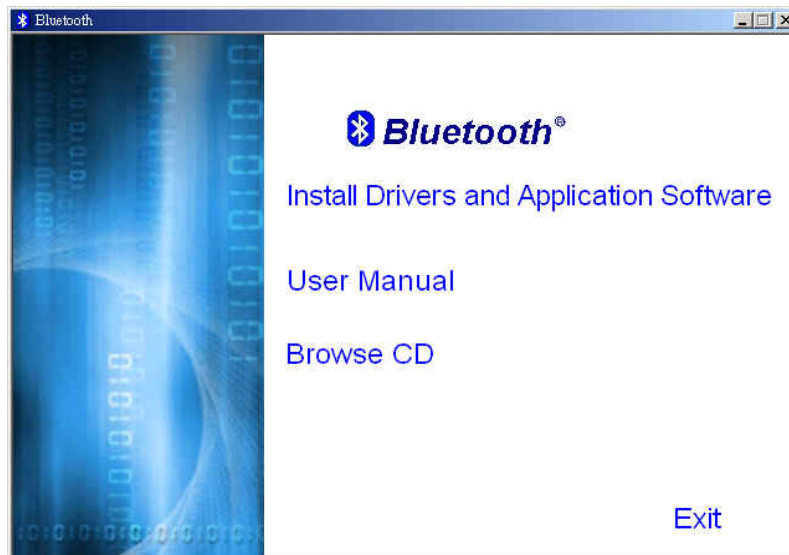 Bluetooth
Bluetooth®
Install Drivers and Application Software
User Manual
Browse CD
Exit